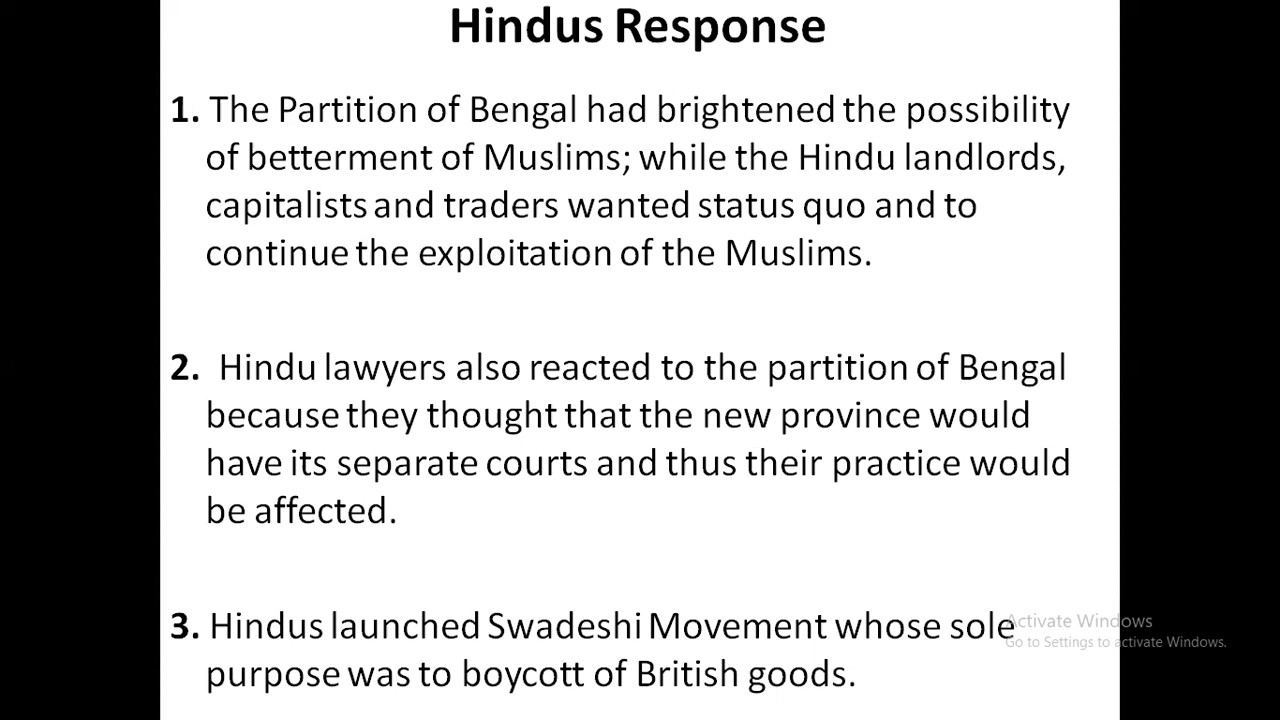 Hindus Response
1. The Partition of Bengal had brightened the possibility
of betterment of Muslims; while the Hindu landlords,
capitalists and traders wanted status quo and to
continue the exploitation of the Muslims.
2. Hindu lawyers also reacted to the partition of Bengal
because they thought that the new province would
have its separate courts and thus their practice would
be affected.
3. Hindus launched Swadeshi Movement whose sole
purpose was to boycott of British goods.
Activate Windows
Go to Settings to activate Windows.